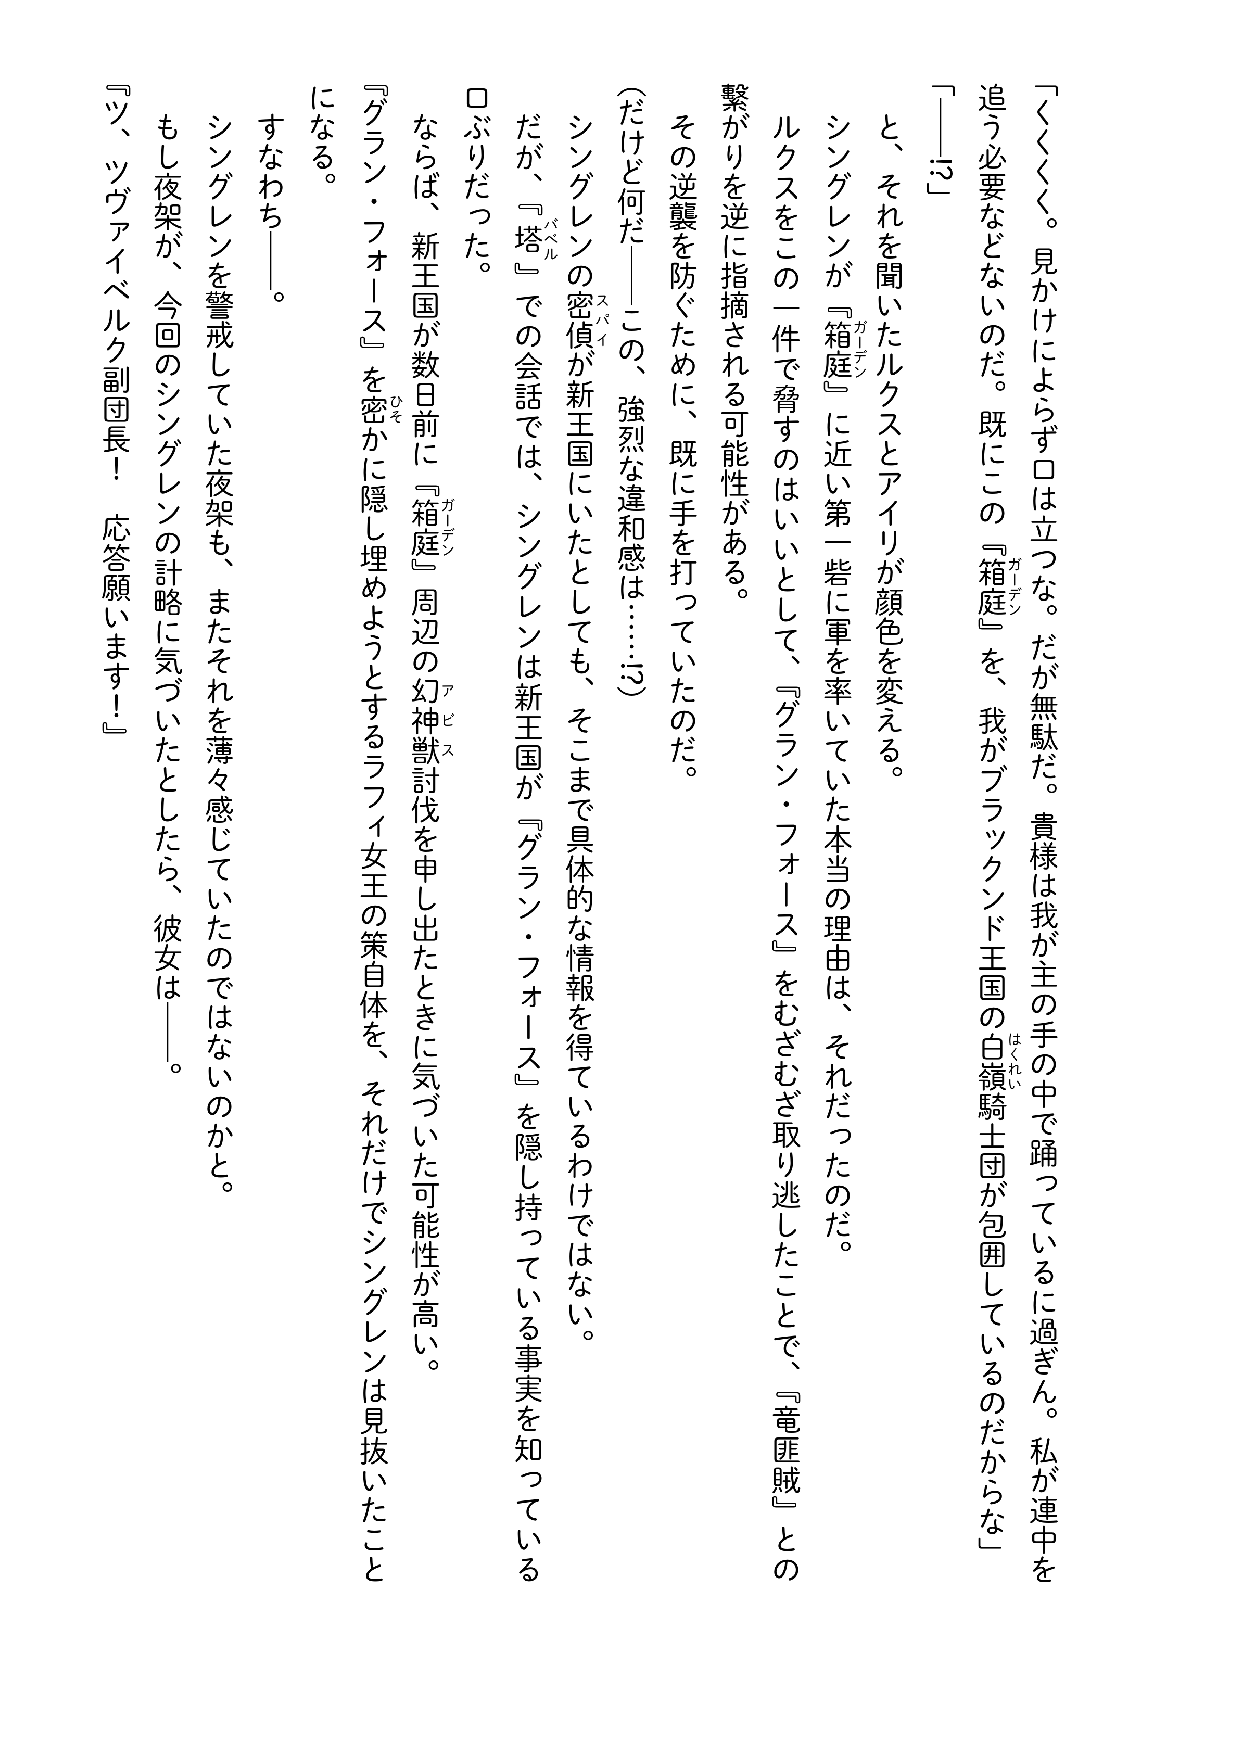 「くくくく。見かけによらず口は立つな。だが無駄だ。貴様は我が主の手の中で踊っているに過ぎん。私が連中を
追う必要などないのだ。既にこの『箱庭ガーデン』を、我がブラックンド王国の白嶺はくれい騎士団が包囲しているのだからな」
「――!?」
　と、それを聞いたルクスとアイリが顔色を変える。
　シングレンが『箱庭ガーデン』に近い第一砦に軍を率いていた本当の理由は、それだったのだ。
　ルクスをこの一件で脅すのはいいとして、『グラン・フォース』をむざむざ取り逃したことで、『竜匪賊』との
繋がりを逆に指摘される可能性がある。
　その逆襲を防ぐために、既に手を打っていたのだ。
（だけど何だ――この、強烈な違和感は……!?）
　シングレンの密偵スパイが新王国にいたとしても、そこまで具体的な情報を得ているわけではない。
　だが、『塔バベル』での会話では、シングレンは新王国が『グラン・フォース』を隠し持っている事実を知っている
口ぶりだった。
　ならば、新王国が数日前に『箱庭ガーデン』周辺の幻神獣アビス討伐を申し出たときに気づいた可能性が高い。
『グラン・フォース』を密ひそかに隠し埋めようとするラフィ女王の策自体を、それだけでシングレンは見抜いたこと
になる。
　すなわち――。
　シングレンを警戒していた夜架も、またそれを薄々感じていたのではないのかと。
　もし夜架が、今回のシングレンの計略に気づいたとしたら、彼女は――。
『ツ、ツヴァイベルク副団長！　応答願います！』